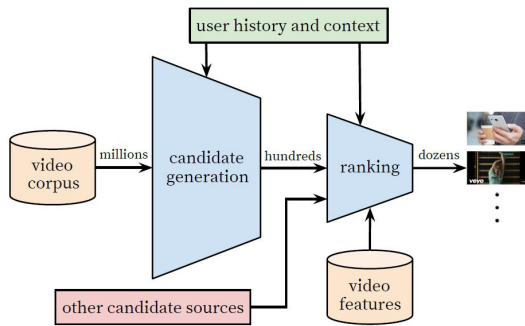 user history and context
video
corpus
millions
candidate
generation
hundreds
ranking
dozens
vevo
other candidate sources
video
features